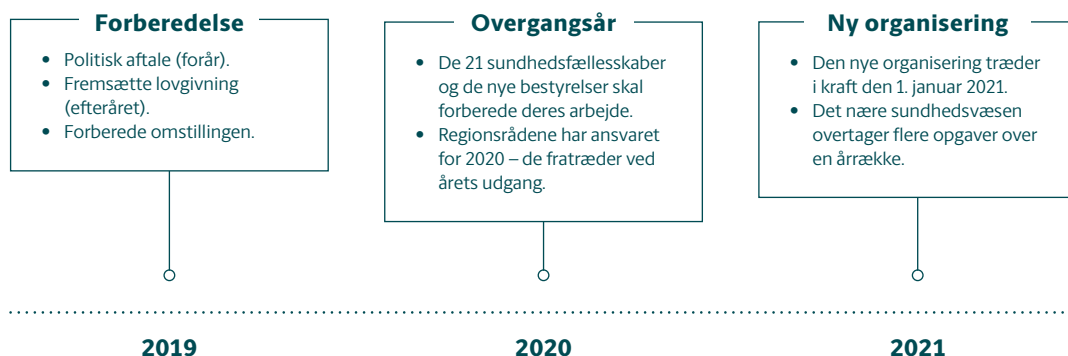 Forberedelse
• Politisk aftale (forår).
• Fremsætte lovgivning
(efteråret).
• Forberede omstillingen.
Overgangsår
• De 21 sundhedsfællesskaber
og de nye bestyrelser skal
forberede deres arbejde.
• Regionsrådene har ansvaret
for 2020 – de fratræder ved
årets udgang.
Ny organisering
• Den nye organisering træder
i kraft den 1. januar 2021.
• Det nære sundhedsvæsen
overtager flere opgaver over
en årrække.
2019
2020
2021